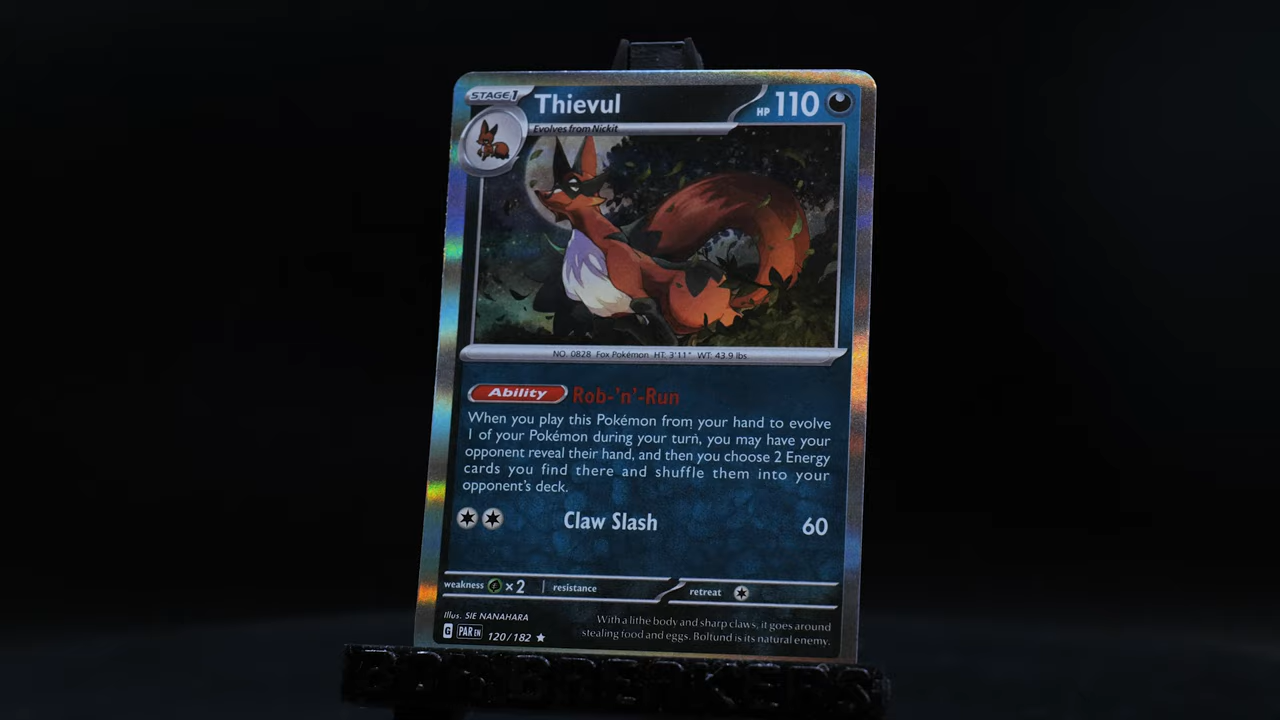 STAGE 1 Thievul HP 110
Evolves from Nickit
NO. 0828 Fox Pokémon HT: 3'11" WT: 43.9 lbs.
Ability Rob-'n'-Run
When you play this Pokémon from your hand to evolve
1 of your Pokémon during your turn, you may have your
opponent reveal their hand, and then you choose 2 Energy
cards you find there and shuffle them into your
opponent's deck.
Claw Slash 60
weakness ×2 resistance retreat
Illus. SIE NANAHARA
G PAR EN 120/182
With a lithe body and sharp claws, it goes around
stealing food and eggs. Boltund is its natural enemy.